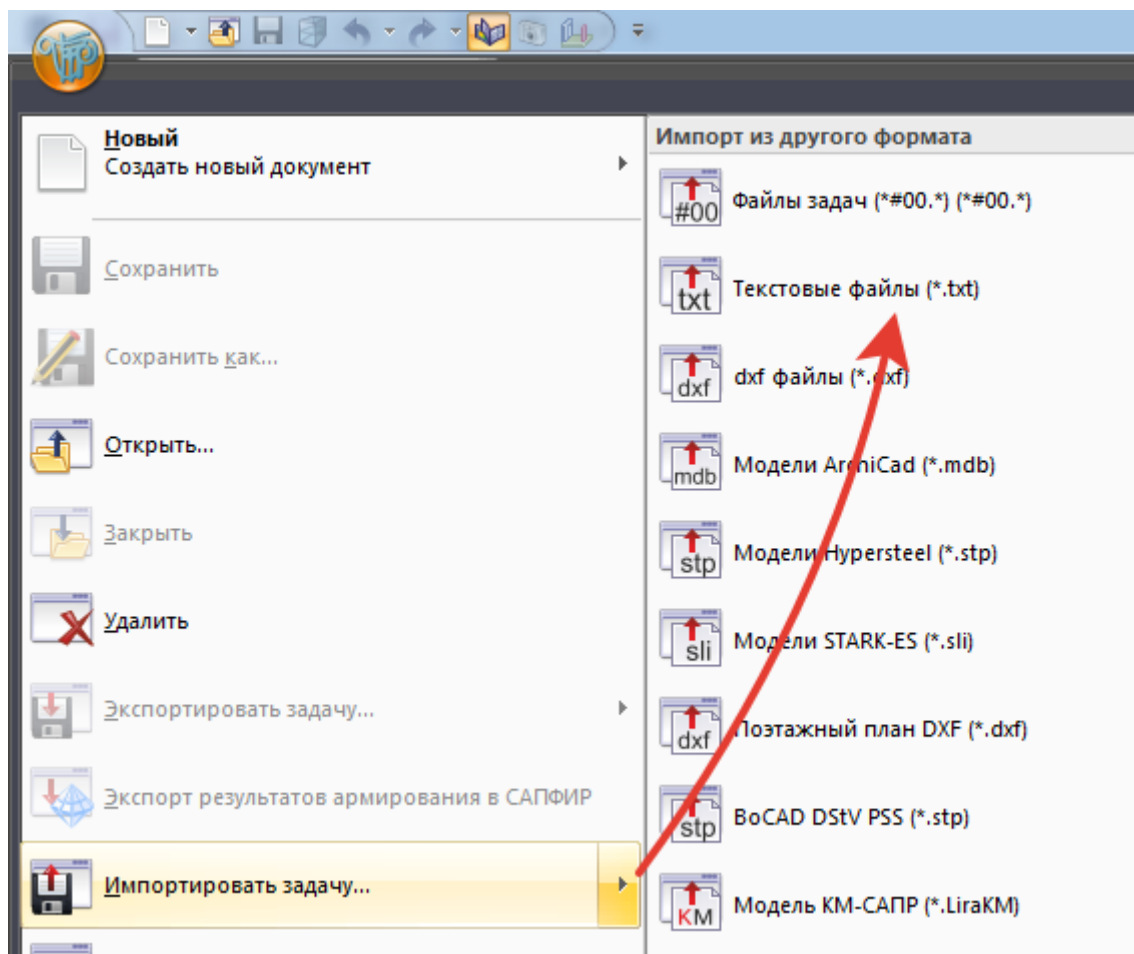 Новый
Создать новый документ
Сохранить
Сохранить как...
Открыть...
Закрыть
Удалить
Экспортировать задачу...
Экспорт результатов армирования в САПФИР
Импортировать задачу...
Импорт из другого формата
#00
Файлы задач (*#00.*) (*#00.*)
txt
Текстовые файлы (*.txt)
dxf
dxf файлы (*.dxf)
mdb
Модели ArchiCad (*.mdb)
stp
Модели Hypersteel (*.stp)
sli
Модели STARK-ES (*.sli)
dxf
Поэтажный план DXF (*.dxf)
stp
BoCAD DStV PSS (*.stp)
KM
Модель КМ-САПР (*.LiraKM)